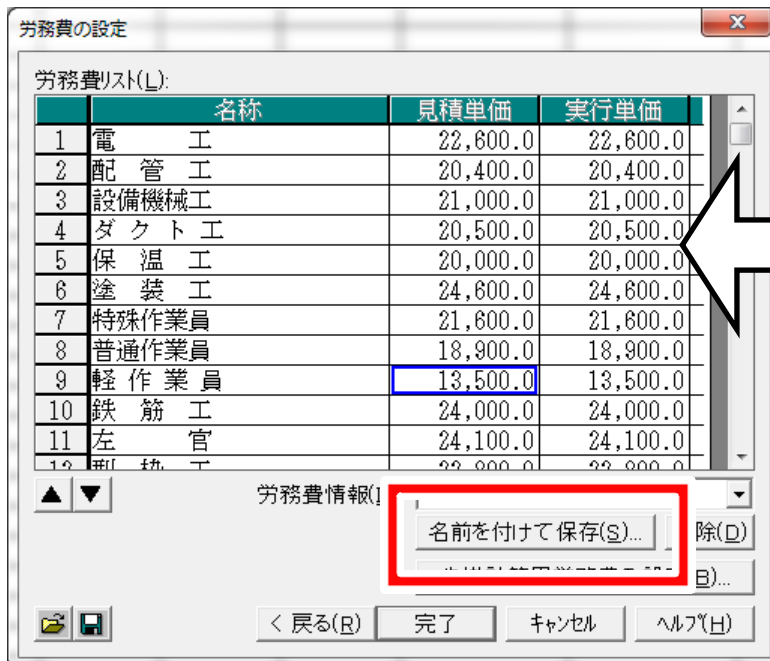 労務費の設定
労務費リスト(L):
名称 見積単価 実行単価
1 電 工 22,600.0 22,600.0
2 配 管 工 20,400.0 20,400.0
3 設備機械工 21,000.0 21,000.0
4 ダ ク ト 工 20,500.0 20,500.0
5 保 温 工 20,000.0 20,000.0
6 塗 装 工 24,600.0 24,600.0
7 特殊作業員 21,600.0 21,600.0
8 普通作業員 18,900.0 18,900.0
9 軽 作 業 員 13,500.0 13,500.0
10 鉄 筋 工 24,000.0 24,000.0
11 左 官 24,100.0 24,100.0
12 型 枠 工
労務費情報(
名前を付けて保存(S)... 除(D)
B)...
< 戻る(R) 完了 キャンセル ヘルプ(H)